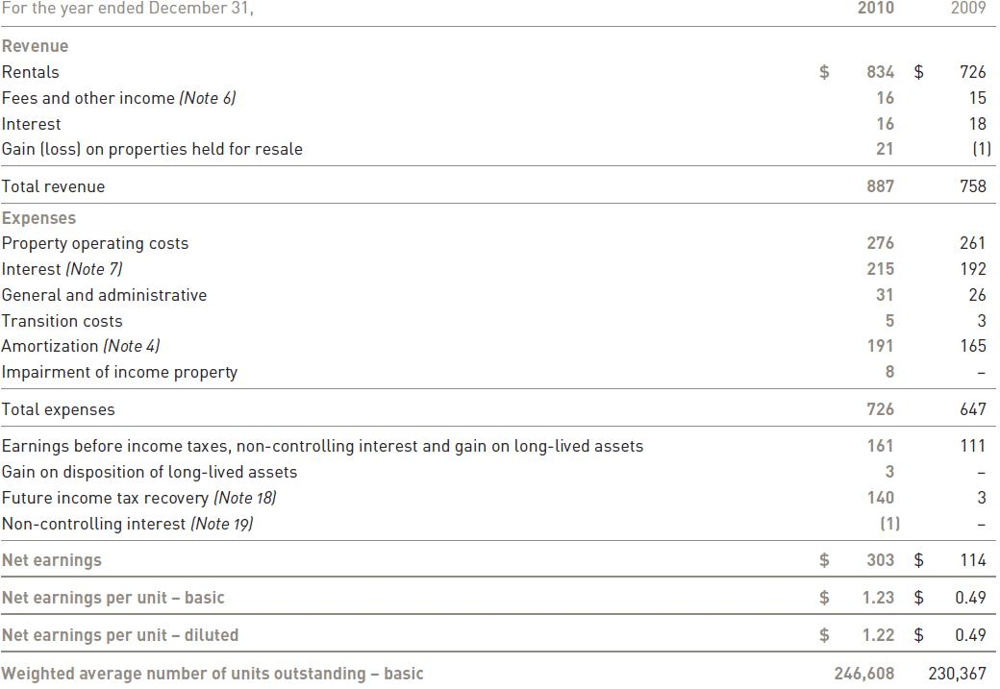 For the year ended December 31, 2010 2009
Revenue
Rentals $ 834 $ 726
Fees and other income (Note 6) 16 15
Interest 16 18
Gain (loss) on properties held for resale 21 (1)
Total revenue 887 758
Expenses
Property operating costs 276 261
Interest (Note 7) 215 192
General and administrative 31 26
Transition costs 5 3
Amortization (Note 4) 191 165
Impairment of income property 8 –
Total expenses 726 647
Earnings before income taxes, non-controlling interest and gain on long-lived assets 161 111
Gain on disposition of long-lived assets 3 –
Future income tax recovery (Note 18) 140 3
Non-controlling interest (Note 19) (1) –
Net earnings $ 303 $ 114
Net earnings per unit – basic $ 1.23 $ 0.49
Net earnings per unit – diluted $ 1.22 $ 0.49
Weighted average number of units outstanding – basic 246,608 230,367